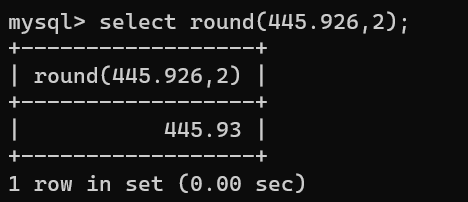 mysql> select round(445.926,2);
+------------------+
| round(445.926,2) |
+------------------+
|           445.93 |
+------------------+
1 row in set (0.00 sec)